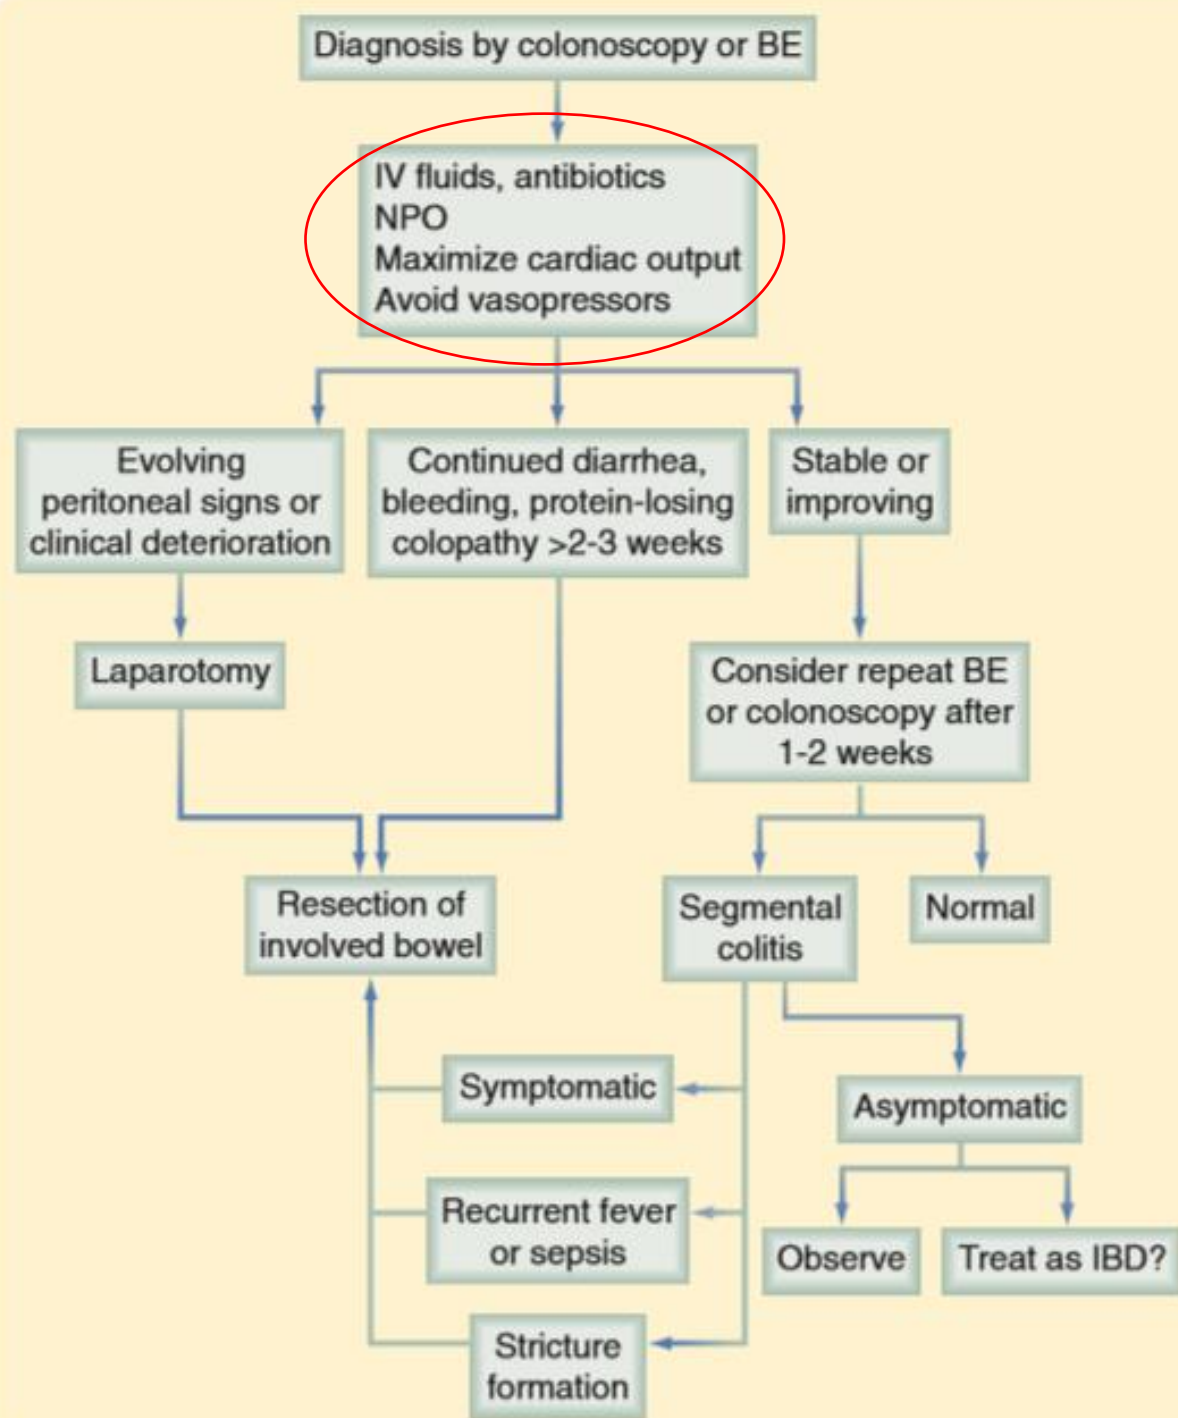 Diagnosis by colonoscopy or BE
IV fluids, antibiotics
NPO
Maximize cardiac output
Avoid vasopressors
Evolving
peritoneal signs or
clinical deterioration
Continued diarrhea,
bleeding, protein-losing
colopathy >2-3 weeks
Stable or
improving
Laparotomy
Consider repeat BE
or colonoscopy after
1-2 weeks
Resection of
involved bowel
Segmental
colitis
Normal
Symptomatic
Asymptomatic
Recurrent fever
or sepsis
Observe
Treat as IBD?
Stricture
formation